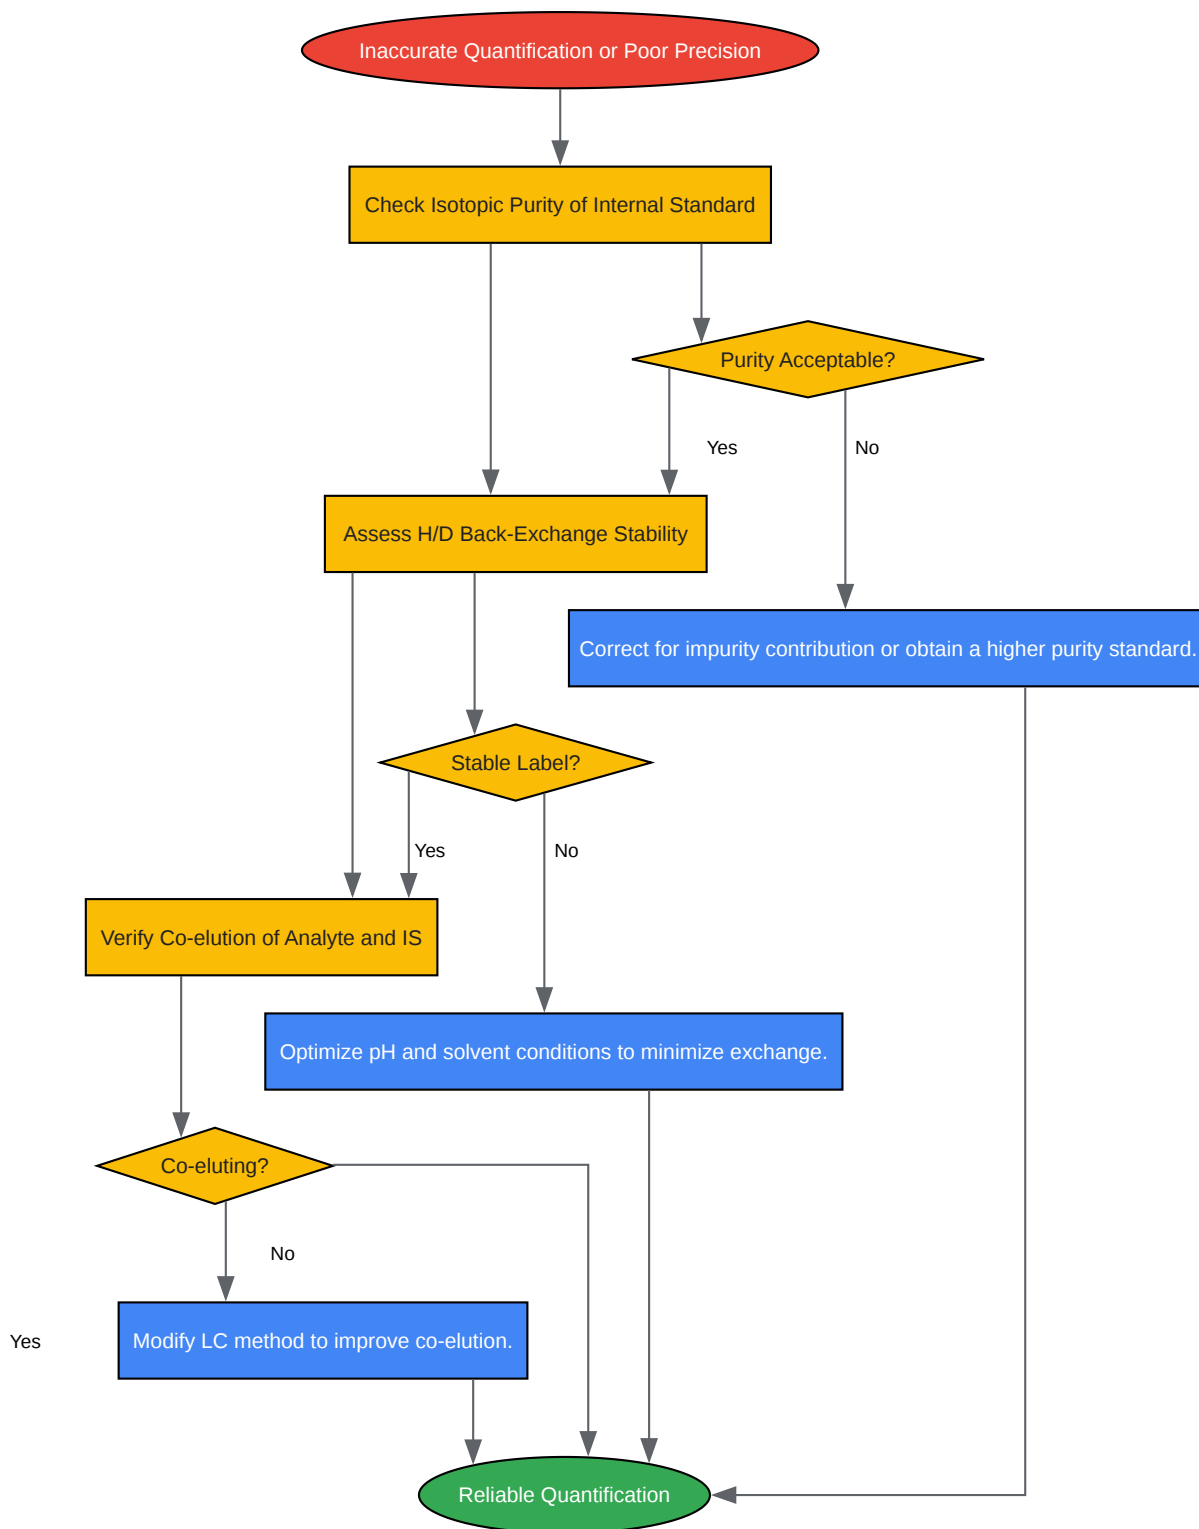 Inaccurate Quantification or Poor Precision
Check Isotopic Purity of Internal Standard
Purity Acceptable?
Yes
No
Assess H/D Back-Exchange Stability
Correct for impurity contribution or obtain a higher purity standard.
Stable Label?
Yes
No
Verify Co-elution of Analyte and IS
Optimize pH and solvent conditions to minimize exchange.
Co-eluting?
No
Yes
Modify LC method to improve co-elution.
Reliable Quantification